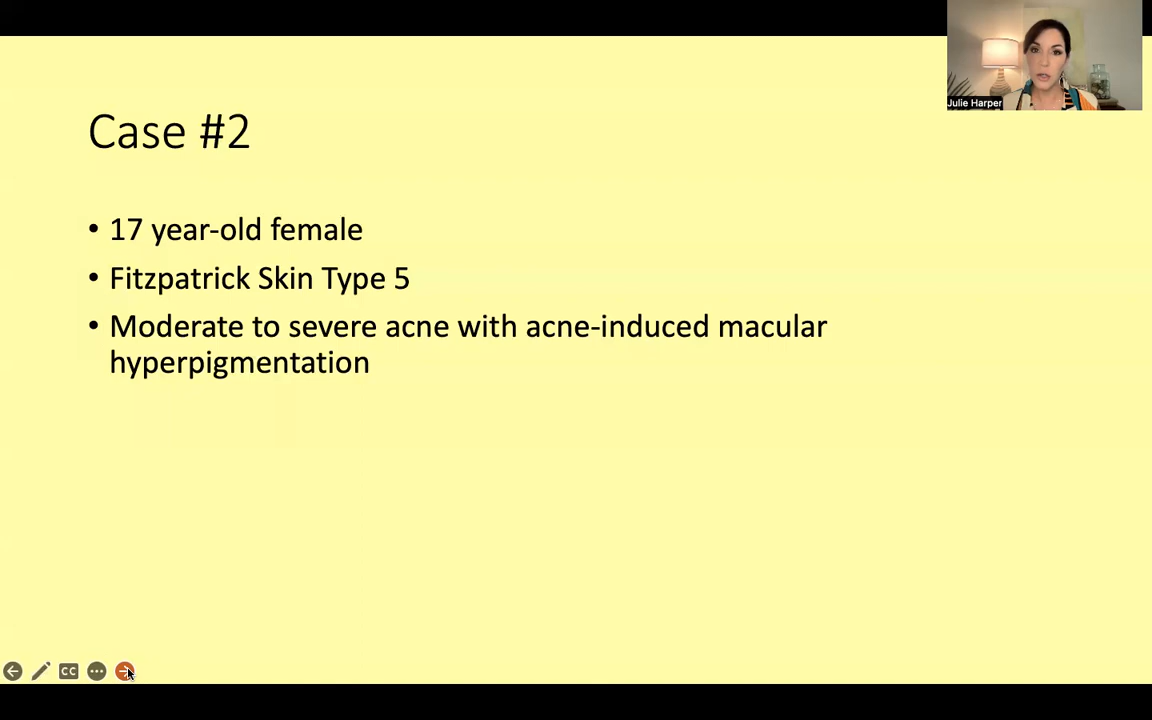 Julie Harper
Case #2
• 17 year-old female
• Fitzpatrick Skin Type 5
• Moderate to severe acne with acne-induced macular
hyperpigmentation
CC